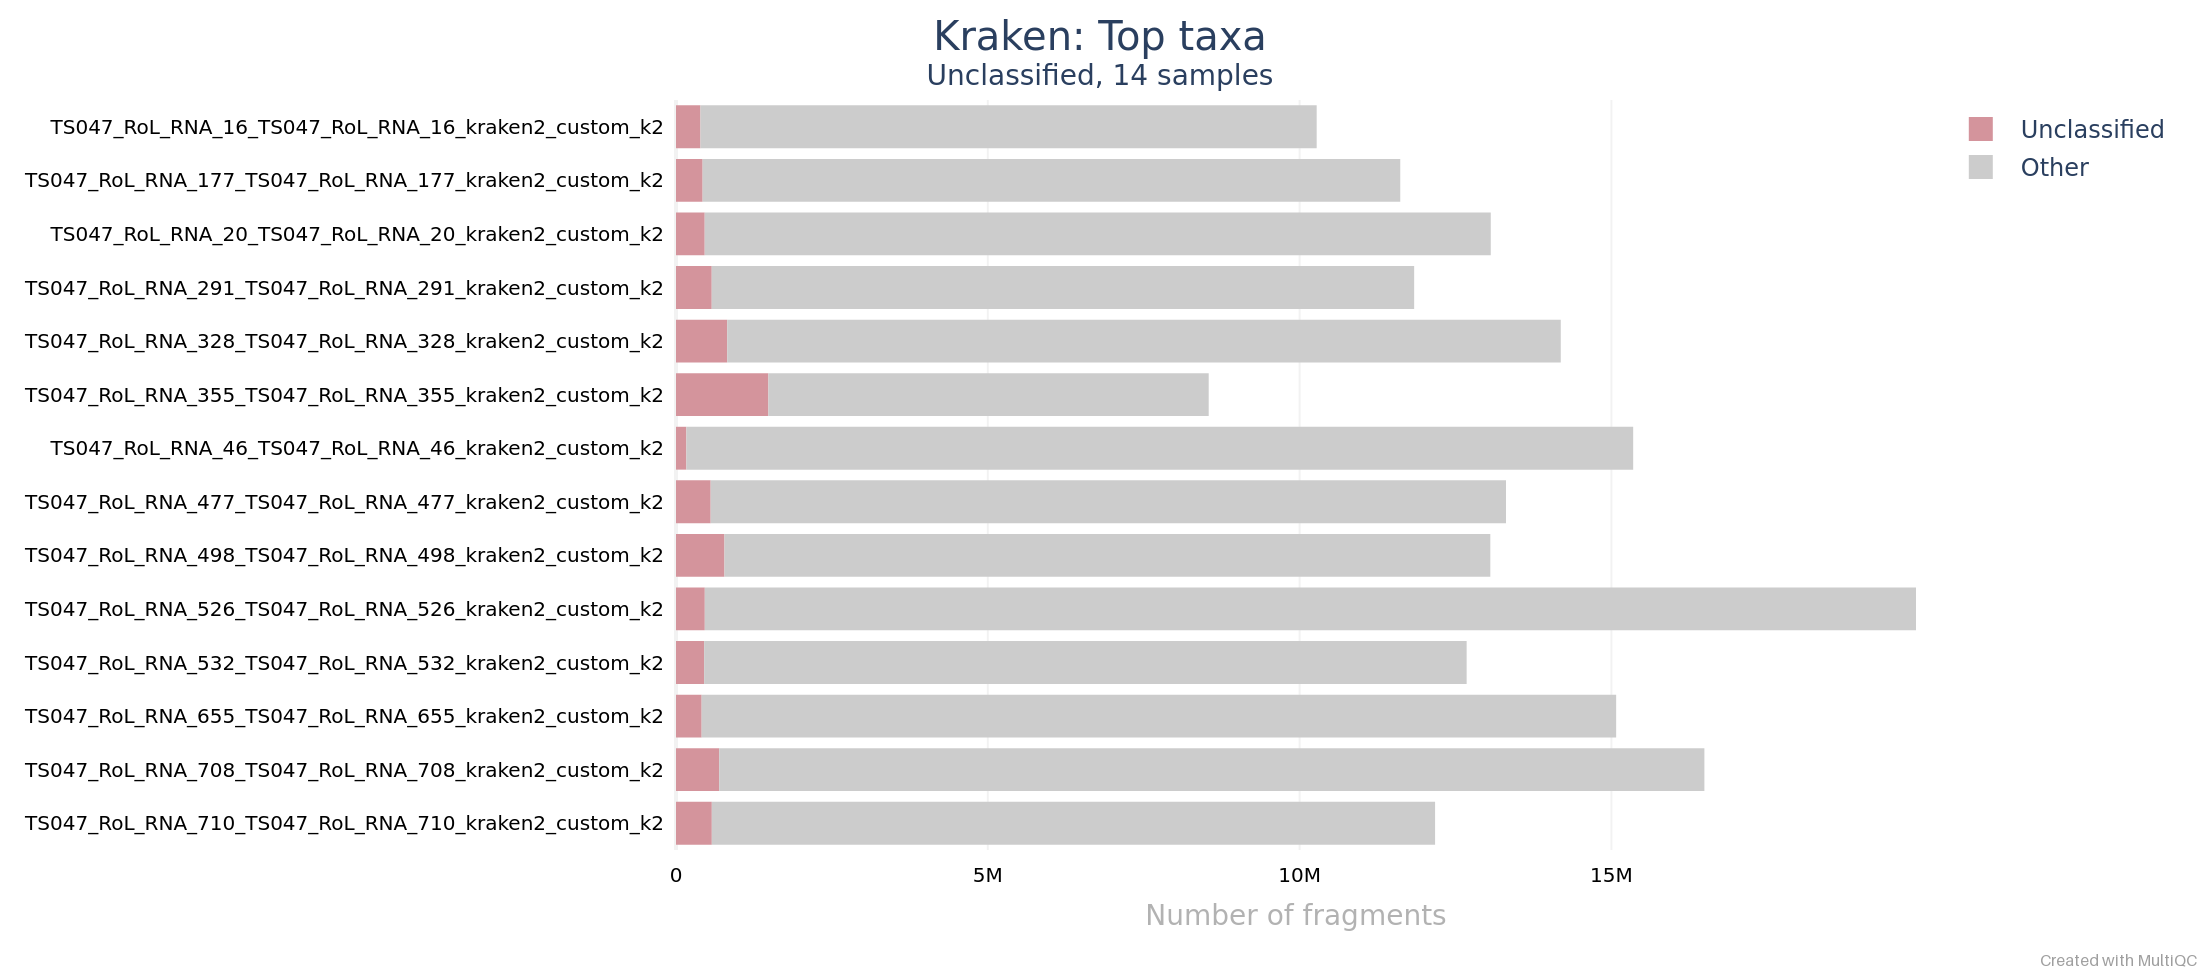 Kraken: Top taxa
Unclassified, 14 samples
TS047_RoL_RNA_16_TS047_RoL_RNA_16_kraken2_custom_k2
TS047_RoL_RNA_177_TS047_RoL_RNA_177_kraken2_custom_k2
TS047_RoL_RNA_20_TS047_RoL_RNA_20_kraken2_custom_k2
TS047_RoL_RNA_291_TS047_RoL_RNA_291_kraken2_custom_k2
TS047_RoL_RNA_328_TS047_RoL_RNA_328_kraken2_custom_k2
TS047_RoL_RNA_355_TS047_RoL_RNA_355_kraken2_custom_k2
TS047_RoL_RNA_46_TS047_RoL_RNA_46_kraken2_custom_k2
TS047_RoL_RNA_477_TS047_RoL_RNA_477_kraken2_custom_k2
TS047_RoL_RNA_498_TS047_RoL_RNA_498_kraken2_custom_k2
TS047_RoL_RNA_526_TS047_RoL_RNA_526_kraken2_custom_k2
TS047_RoL_RNA_532_TS047_RoL_RNA_532_kraken2_custom_k2
TS047_RoL_RNA_655_TS047_RoL_RNA_655_kraken2_custom_k2
TS047_RoL_RNA_708_TS047_RoL_RNA_708_kraken2_custom_k2
TS047_RoL_RNA_710_TS047_RoL_RNA_710_kraken2_custom_k2
Unclassified
Other
0 5M 10M 15M
Number of fragments
Created with MultiQC